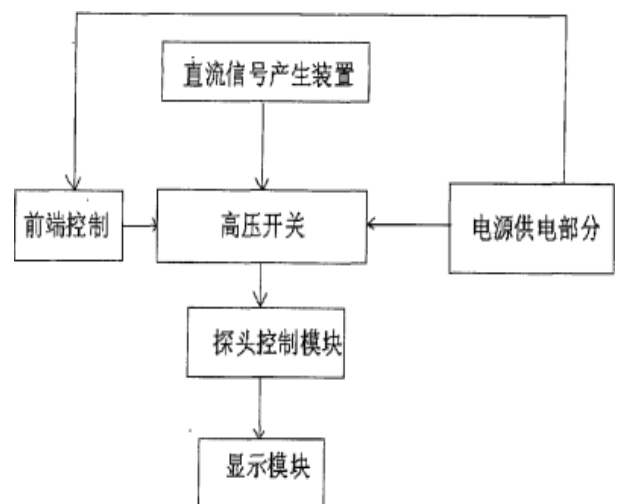 直流信号产生装置
前端控制
高压开关
电源供电部分
探头控制模块
显示模块